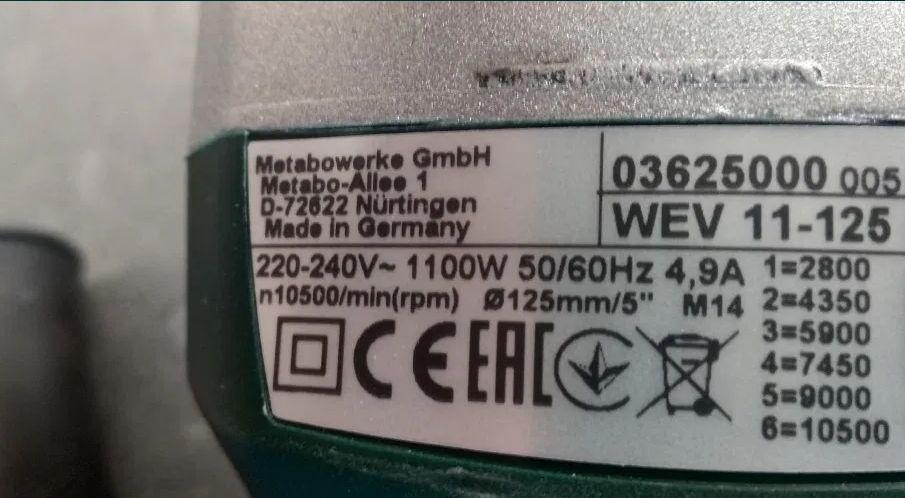 Metabowerke GmbH
Metabo-Allee 1
D-72622 Nürtingen
Made in Germany
03625000 005
WEV 11-125
220-240V~ 1100W 50/60Hz 4,9A
n10500/min(rpm) Ø125mm/5" M14
1=2800
2=4350
3=5900
4=7450
5=9000
6=10500
CE EAC